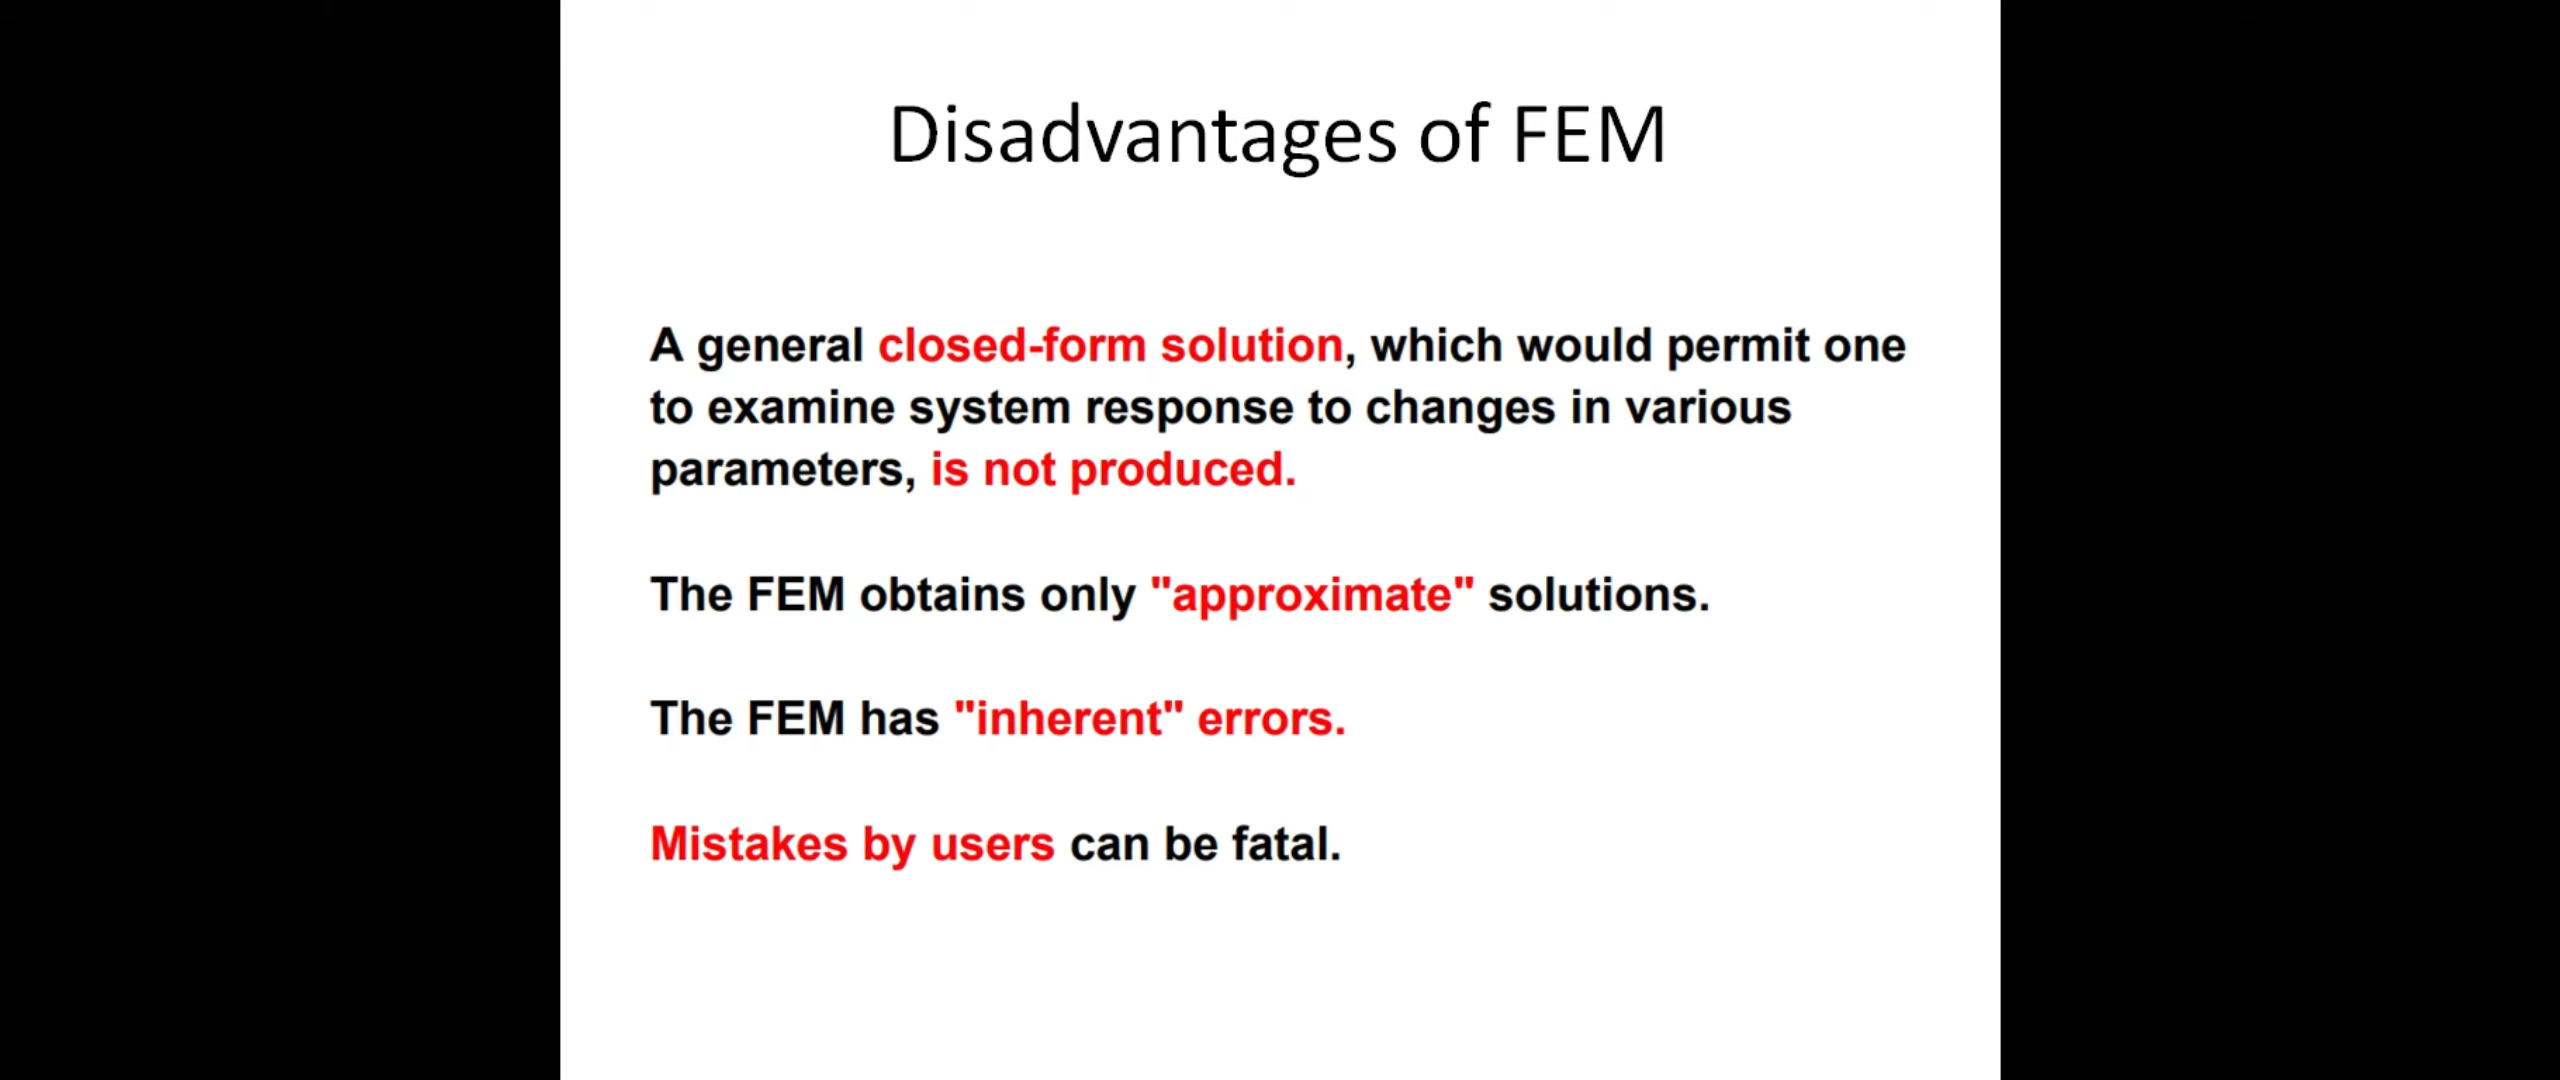 Disadvantages of FEM
A general closed-form solution, which would permit one
to examine system response to changes in various
parameters, is not produced.
The FEM obtains only "approximate" solutions.
The FEM has "inherent" errors.
Mistakes by users can be fatal.